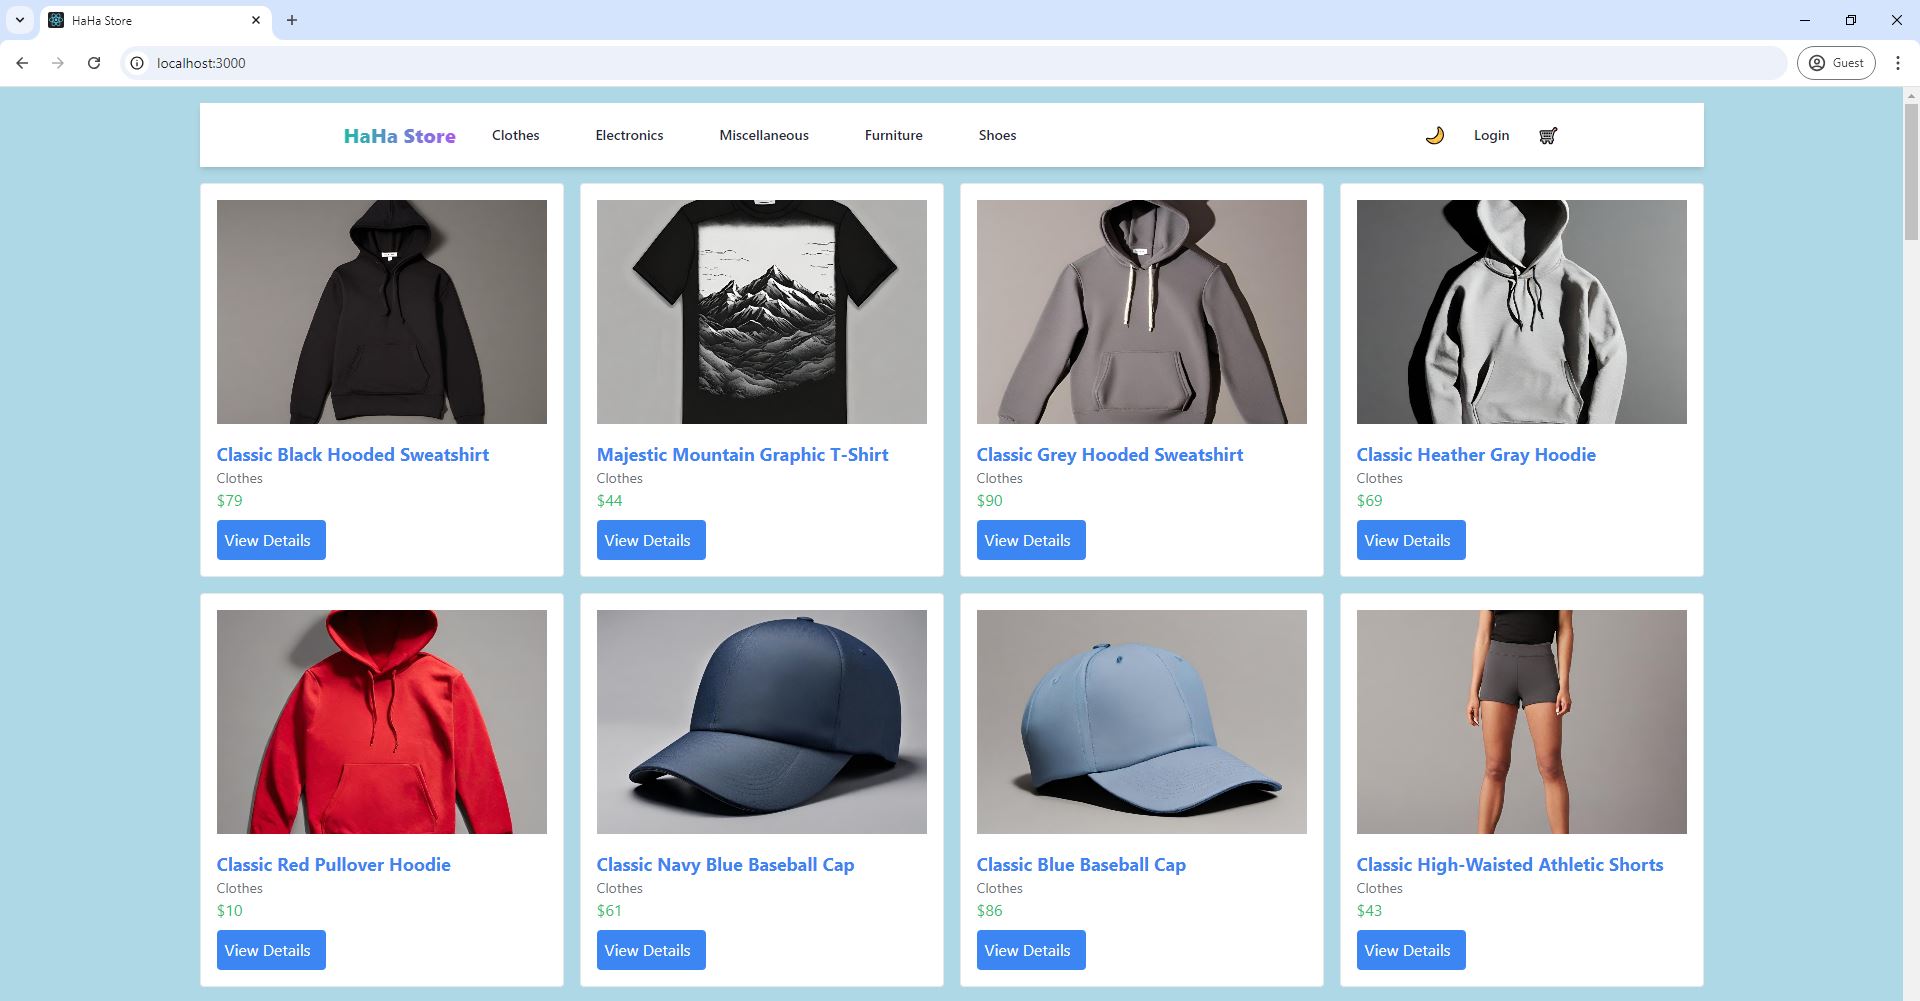 HaHa Store
localhost:3000
Guest
HaHa Store Clothes Electronics Miscellaneous Furniture Shoes Login
Classic Black Hooded Sweatshirt
Clothes
$79
View Details
Majestic Mountain Graphic T-Shirt
Clothes
$44
View Details
Classic Grey Hooded Sweatshirt
Clothes
$90
View Details
Classic Heather Gray Hoodie
Clothes
$69
View Details
Classic Red Pullover Hoodie
Clothes
$10
View Details
Classic Navy Blue Baseball Cap
Clothes
$61
View Details
Classic Blue Baseball Cap
Clothes
$86
View Details
Classic High-Waisted Athletic Shorts
Clothes
$43
View Details